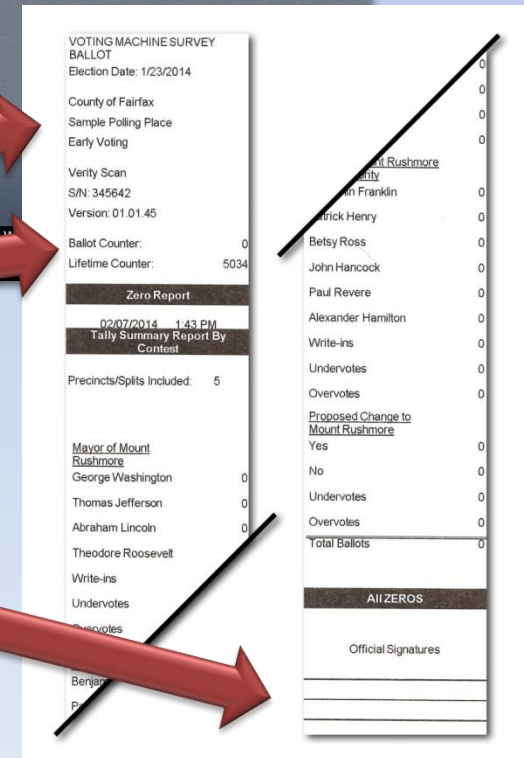 VOTING MACHINE SURVEY
BALLOT
Election Date: 1/23/2014
County of Fairfax
Sample Polling Place
Early Voting
Verity Scan
S/N: 345642
Version: 01.01.45
Ballot Counter: 0
Lifetime Counter: 5034
Zero Report
02/07/2014 1:43 PM
Tally Summary Report By
Contest
Precincts/Splits Included: 5
Mayor of Mount
Rushmore
George Washington 0
Thomas Jefferson 0
Abraham Lincoln 0
Theodore Roosevelt
Write-ins
Undervotes
Overvotes
0
0
0
0
Rushmore
Franklin 0
Henry 0
Betsy Ross 0
John Hancock 0
Paul Revere 0
Alexander Hamilton 0
Write-ins 0
Undervotes 0
Overvotes 0
Proposed Change to
Mount Rushmore
Yes 0
No 0
Undervotes 0
Overvotes 0
Total Ballots 0
All ZEROS
Official Signatures